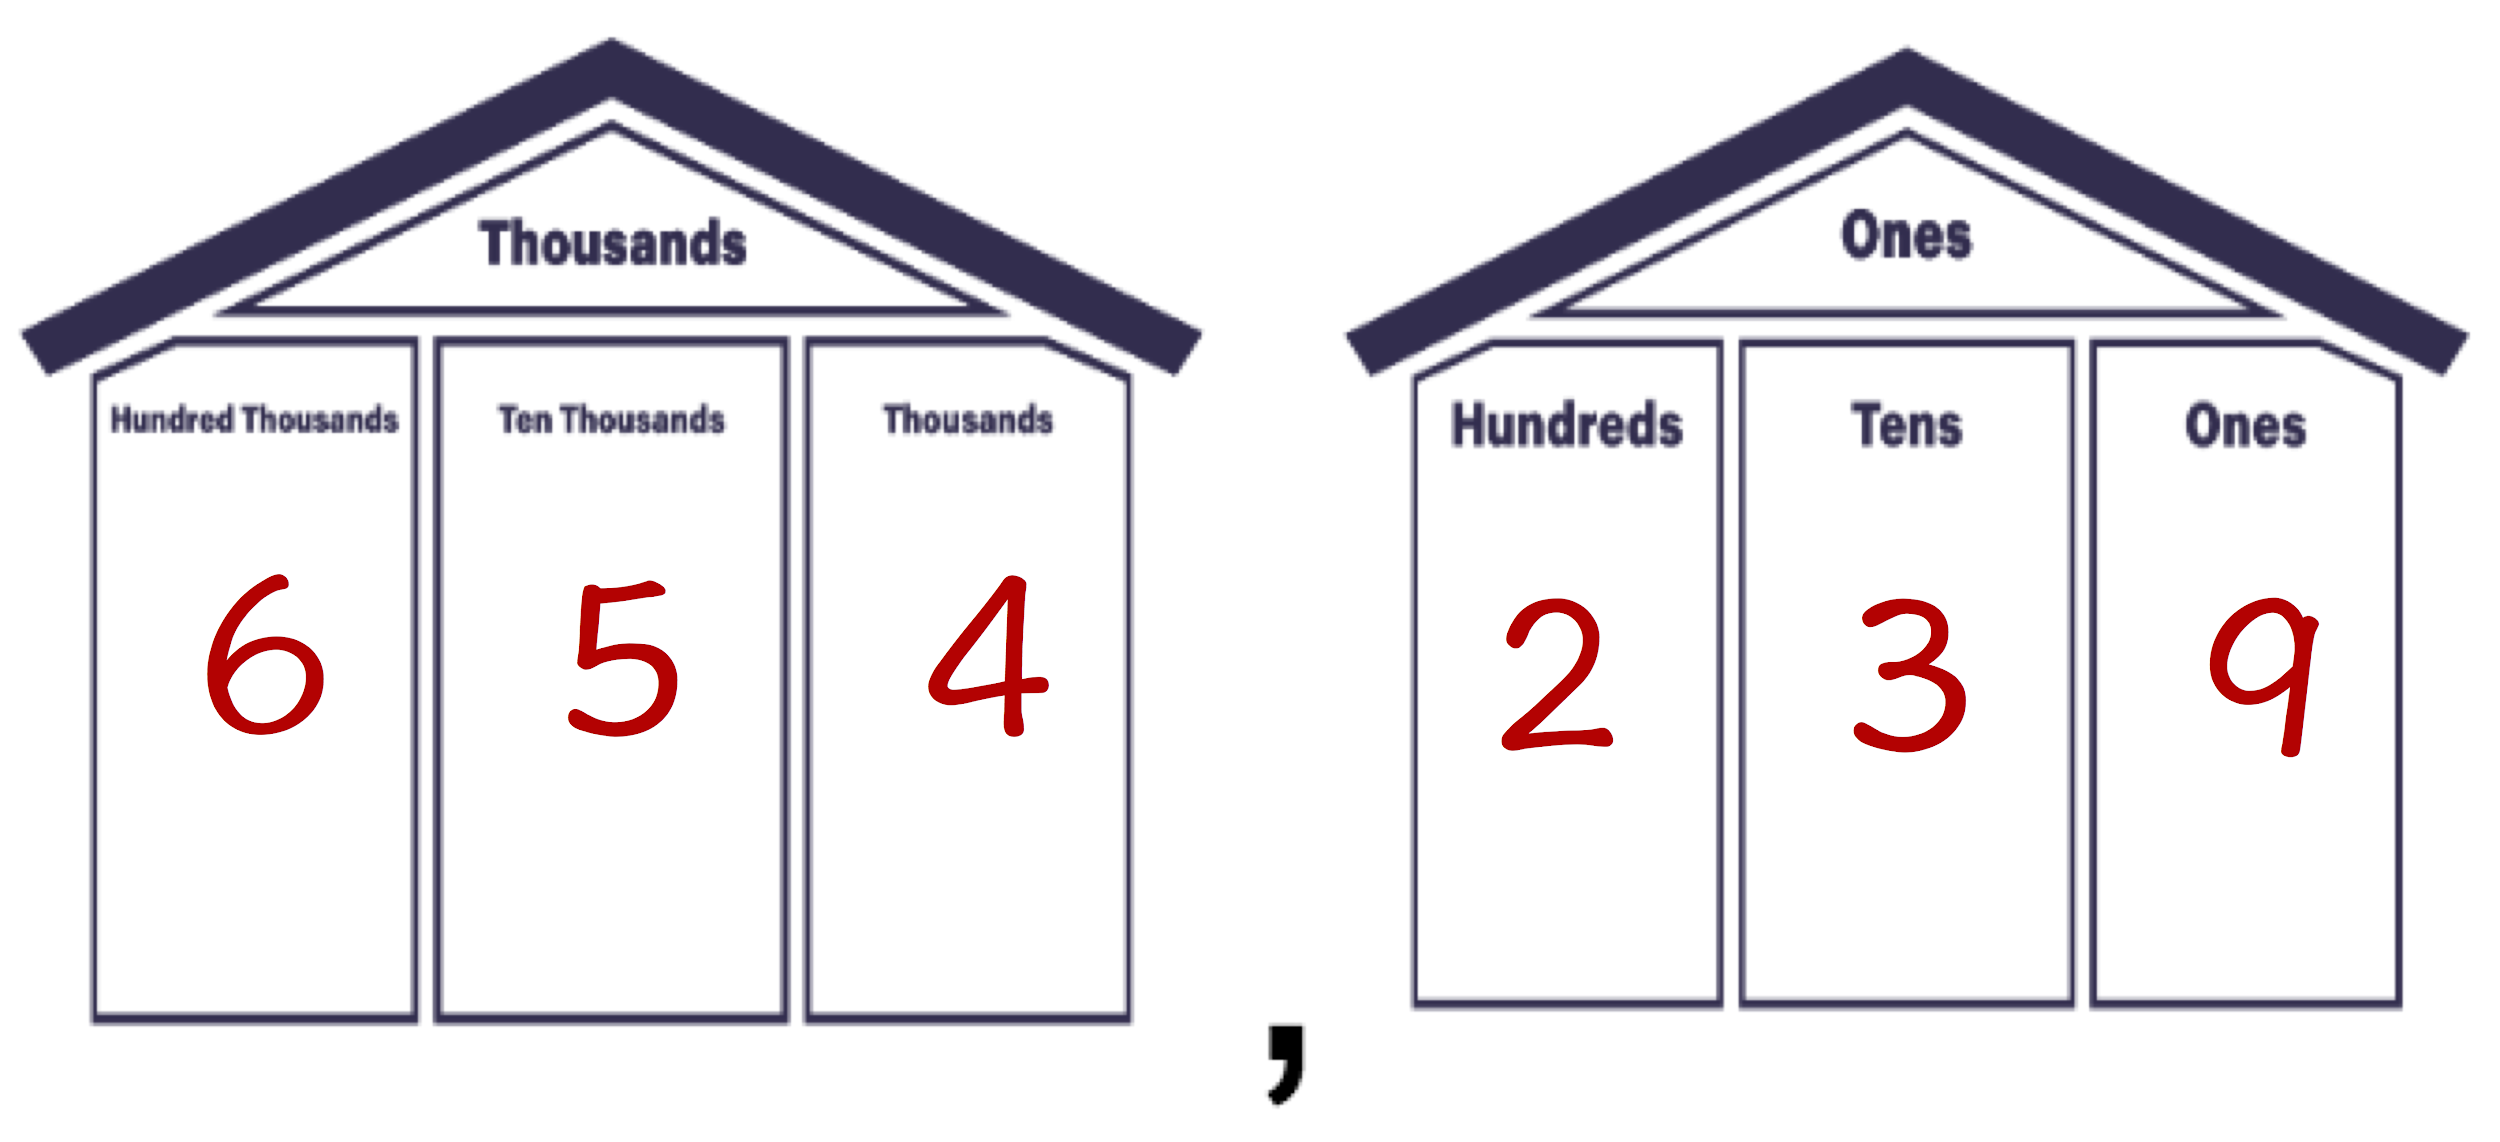 Thousands
Ones
Hundred Thousands Ten Thousands Thousands
Hundreds Tens Ones
6 5 4 , 2 3 9